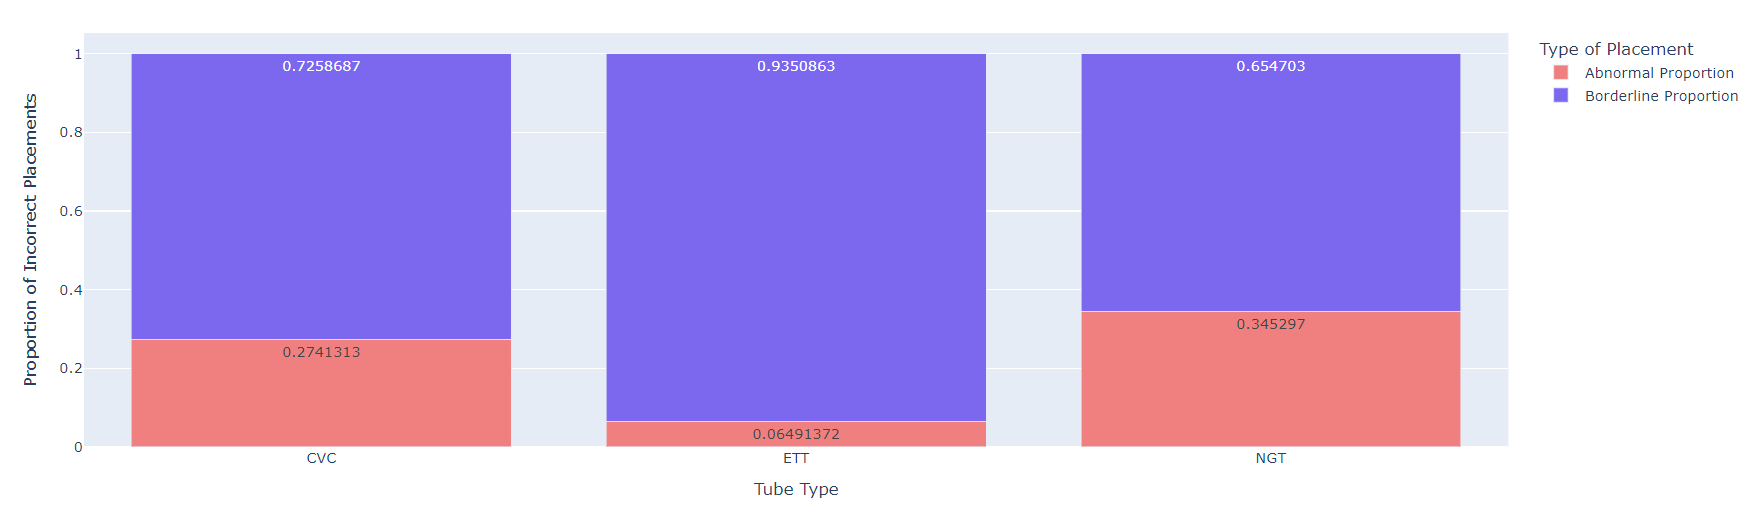 Type of Placement
Abnormal Proportion
Borderline Proportion
Proportion of Incorrect Placements
1
0.8
0.6
0.4
0.2
0
0.7258687
0.9350863
0.654703
0.2741313
0.06491372
0.345297
CVC
ETT
NGT
Tube Type